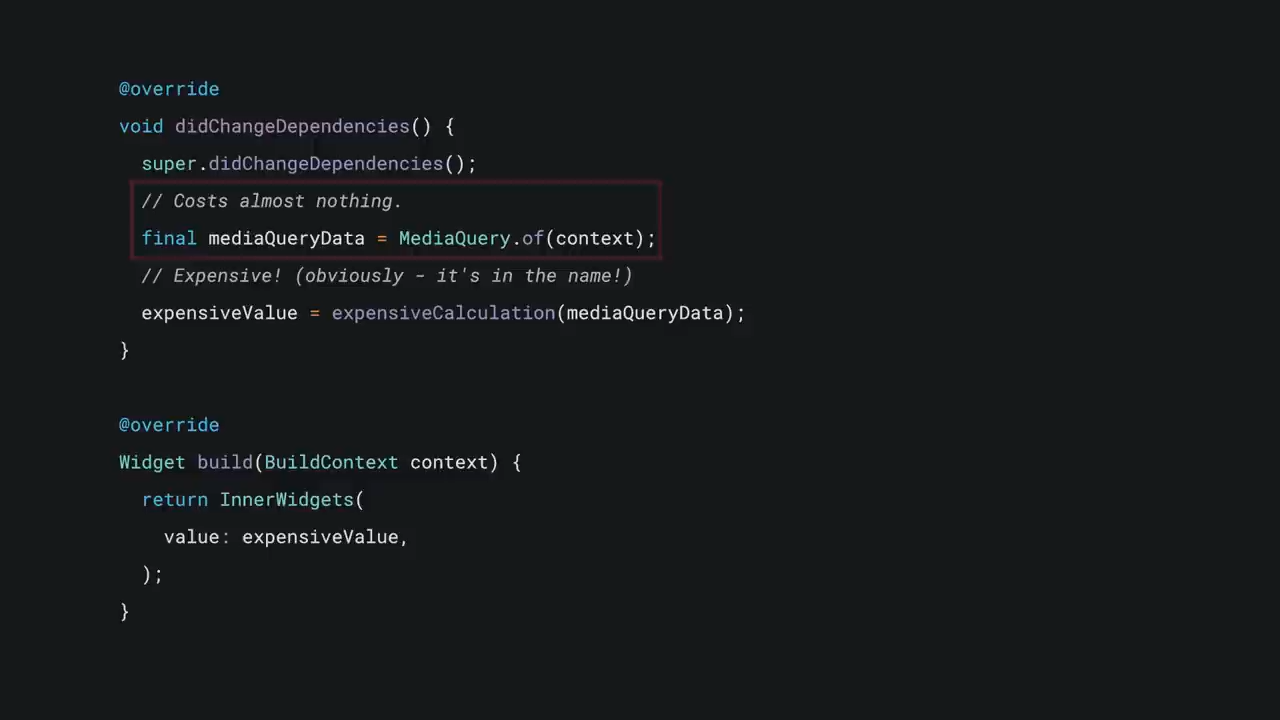 @override
void didChangeDependencies() {
super.didChangeDependencies();
// Costs almost nothing.
final mediaQueryData = MediaQuery.of(context);
// Expensive! (obviously - it's in the name!)
expensiveValue = expensiveCalculation(mediaQueryData);
}
@override
Widget build(BuildContext context) {
return InnerWidgets(
value: expensiveValue,
);
}